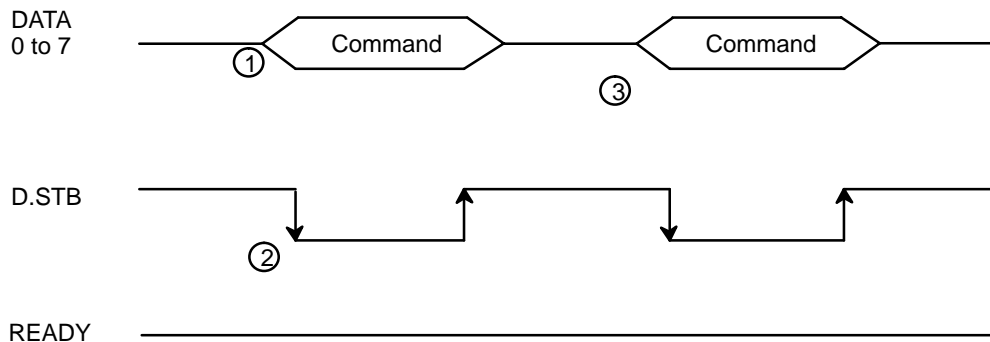 DATA
0 to 7
Command
Command
1
3
D.STB
2
READY